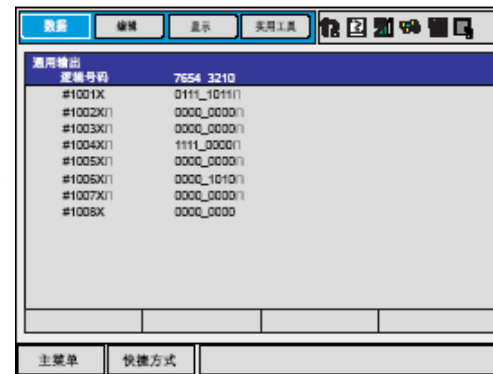 数据 编辑 显示 实用工具
通用输出
逻辑号码 7654 3210
#1001X 0111_1011
#1002X 0000_0000
#1003X 0000_0000
#1004X 1111_0000
#1005X 0000_0000
#1006X 0000_1010
#1007X 0000_0000
#1008X 0000_0000
主菜单 快捷方式